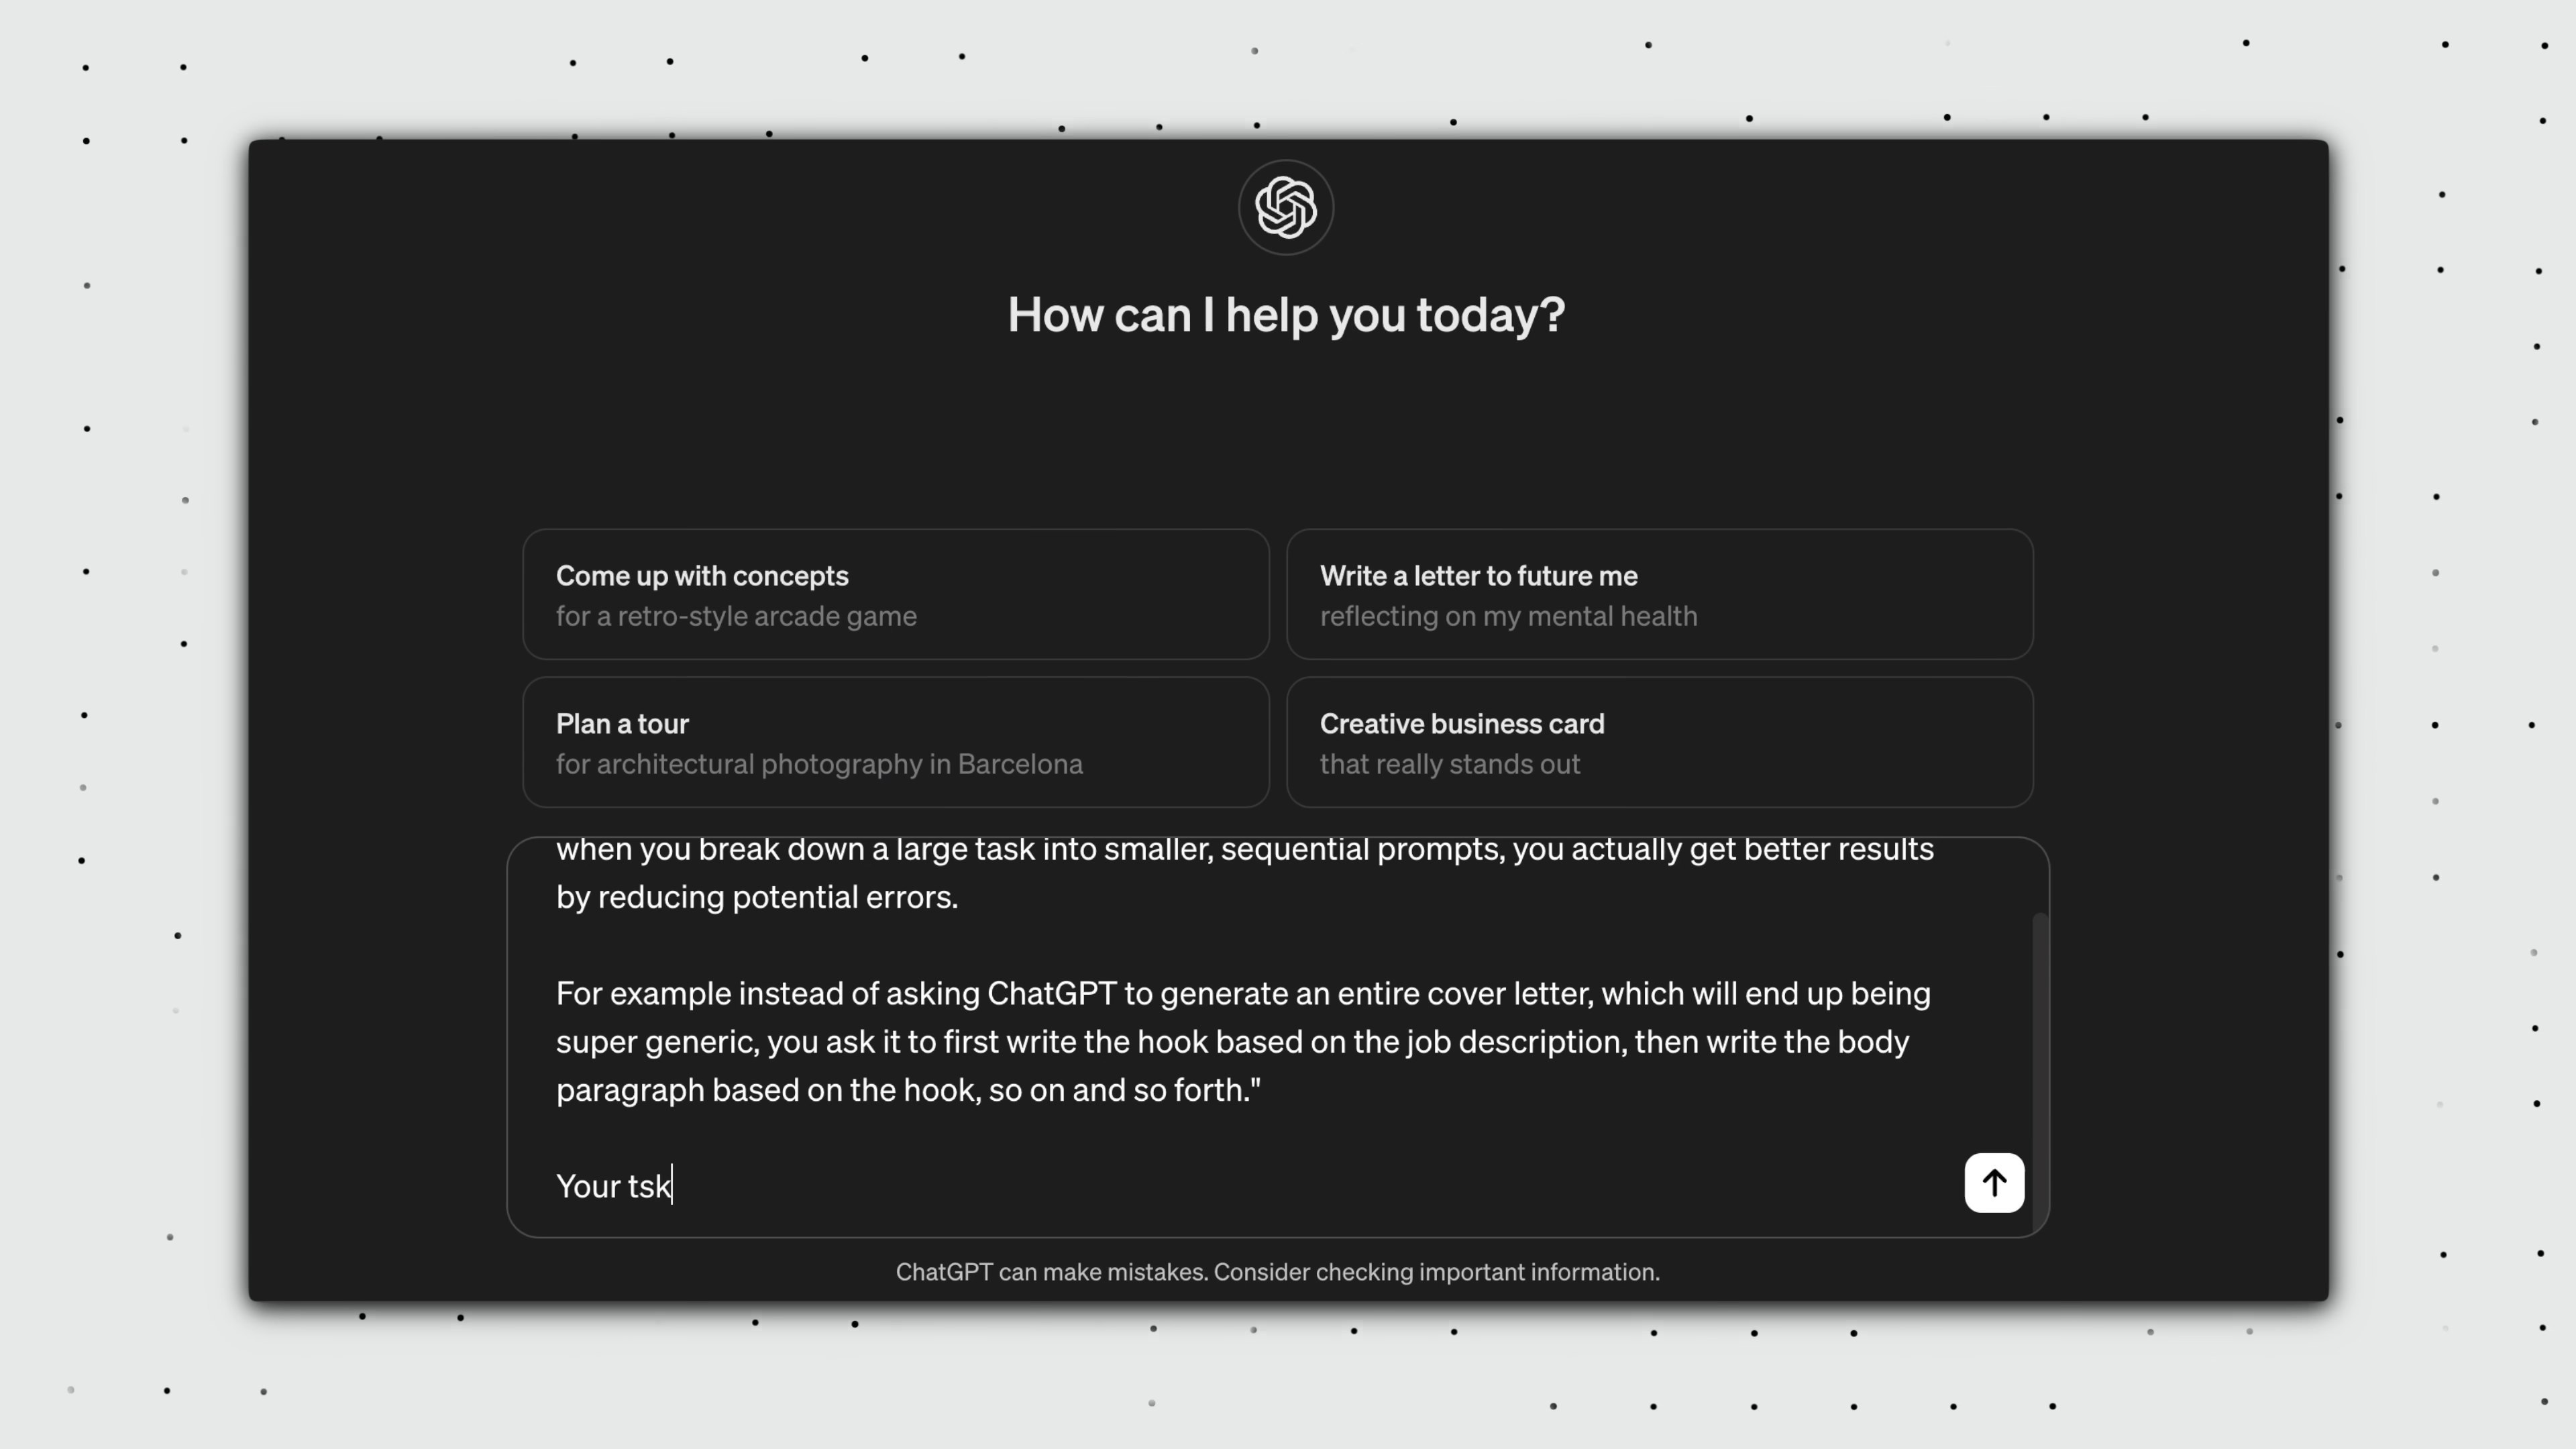 How can I help you today?
Come up with concepts
for a retro-style arcade game
Write a letter to future me
reflecting on my mental health
Plan a tour
for architectural photography in Barcelona
Creative business card
that really stands out
when you break down a large task into smaller, sequential prompts, you actually get better results
by reducing potential errors.
For example instead of asking ChatGPT to generate an entire cover letter, which will end up being
super generic, you ask it to first write the hook based on the job description, then write the body
paragraph based on the hook, so on and so forth."
Your tsk
ChatGPT can make mistakes. Consider checking important information.